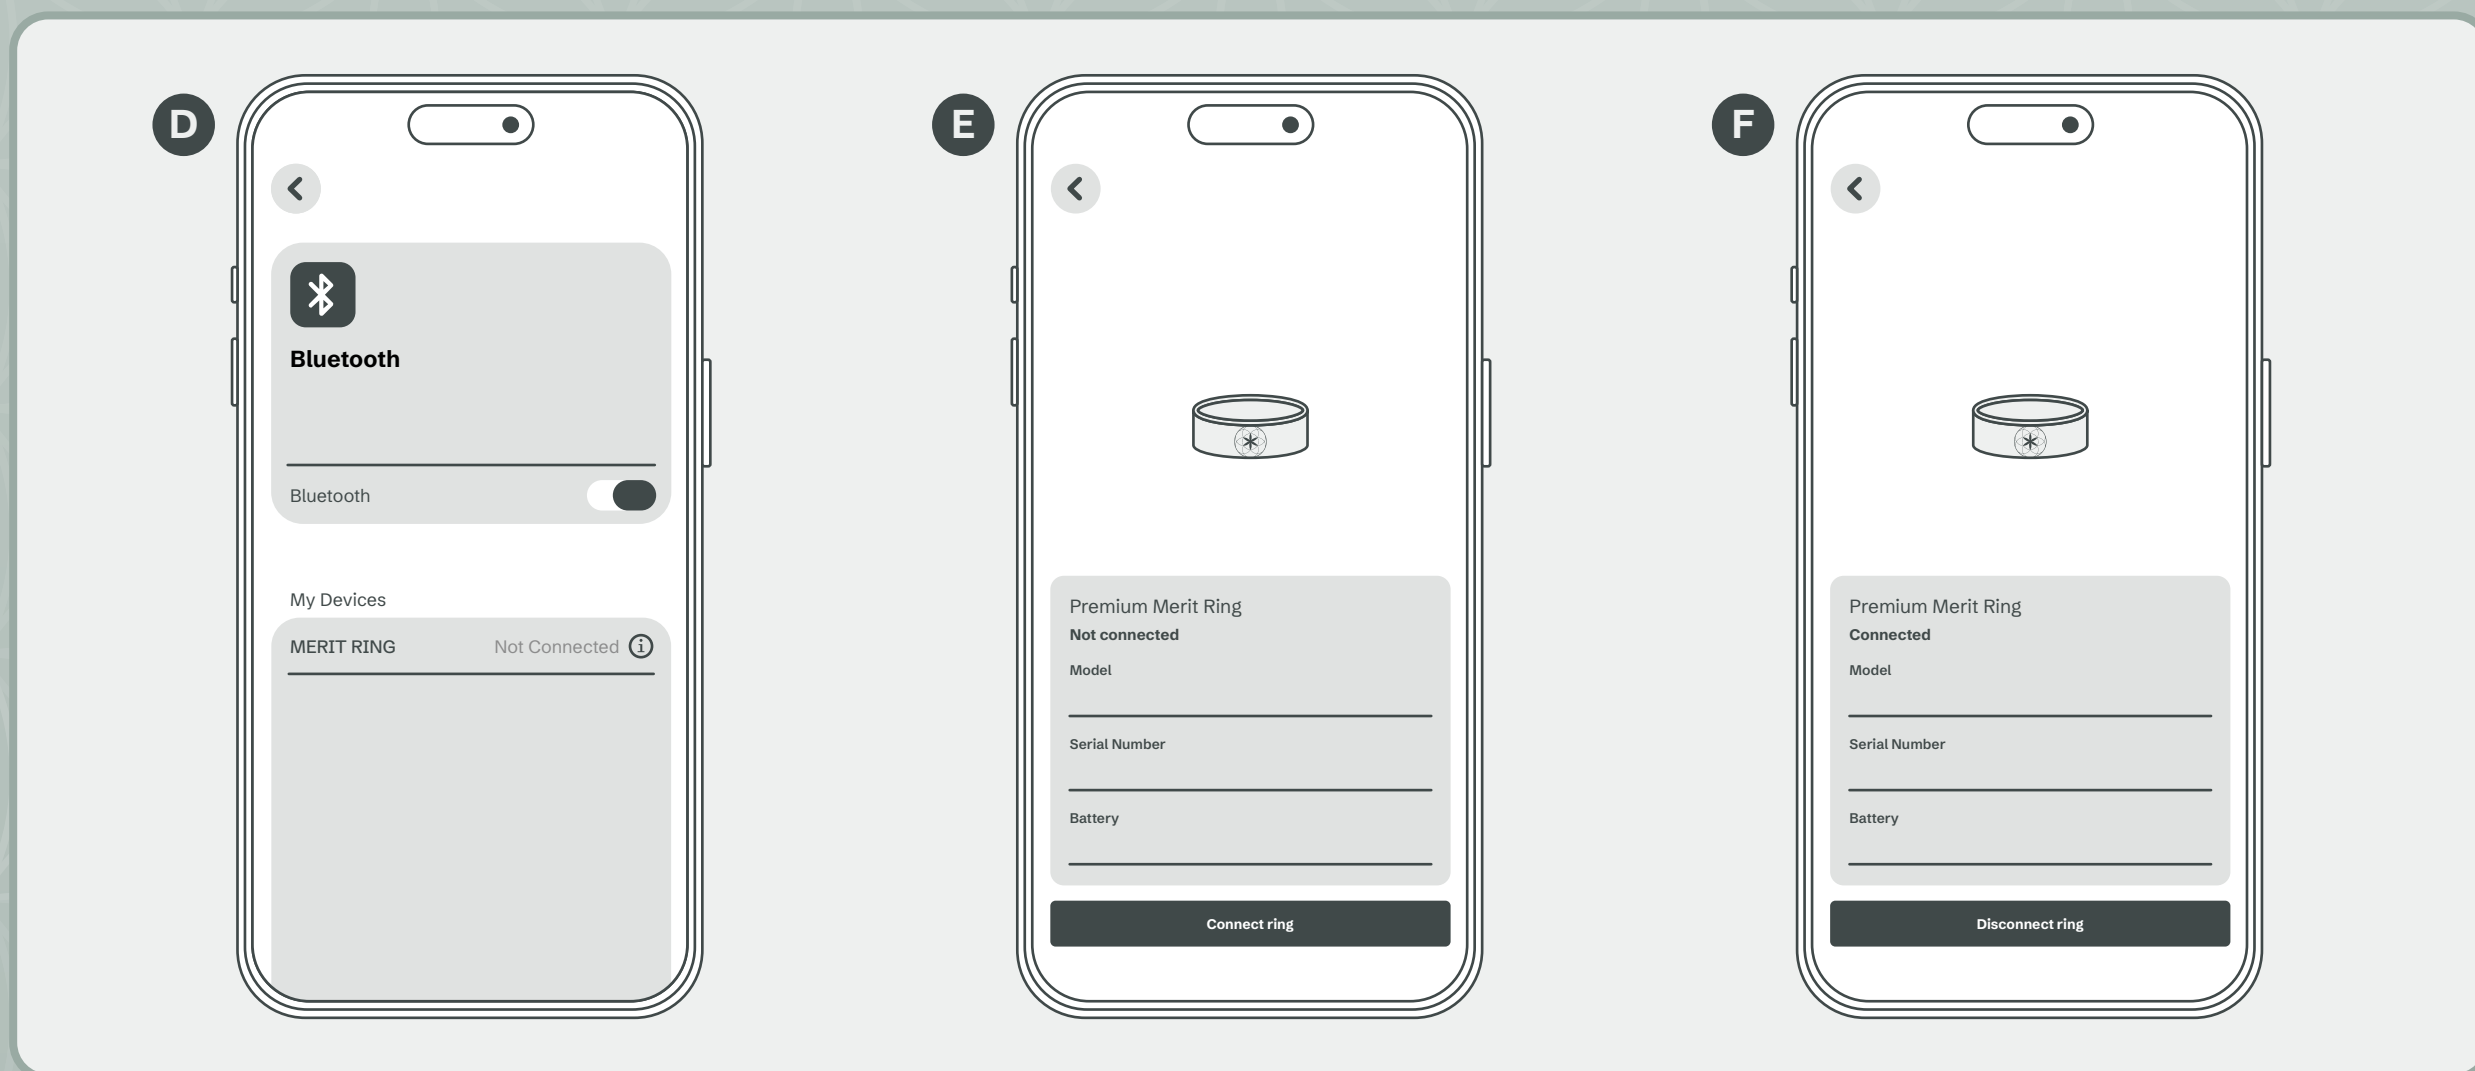 D
Bluetooth
Bluetooth
My Devices
MERIT RING Not Connected
E
Premium Merit Ring
Not connected
Model
Serial Number
Battery
Connect ring
F
Premium Merit Ring
Connected
Model
Serial Number
Battery
Disconnect ring